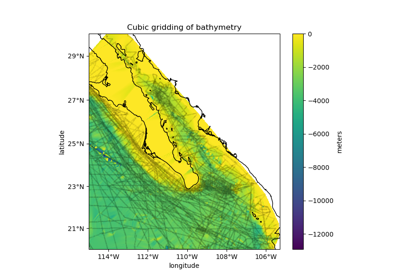 Cubic gridding of bathymetry
29°N
27°N
25°N
23°N
21°N
latitude
114°W 112°W 110°W 108°W 106°W
longitude
0
−2000
−4000
−6000
−8000
−10000
−12000
meters